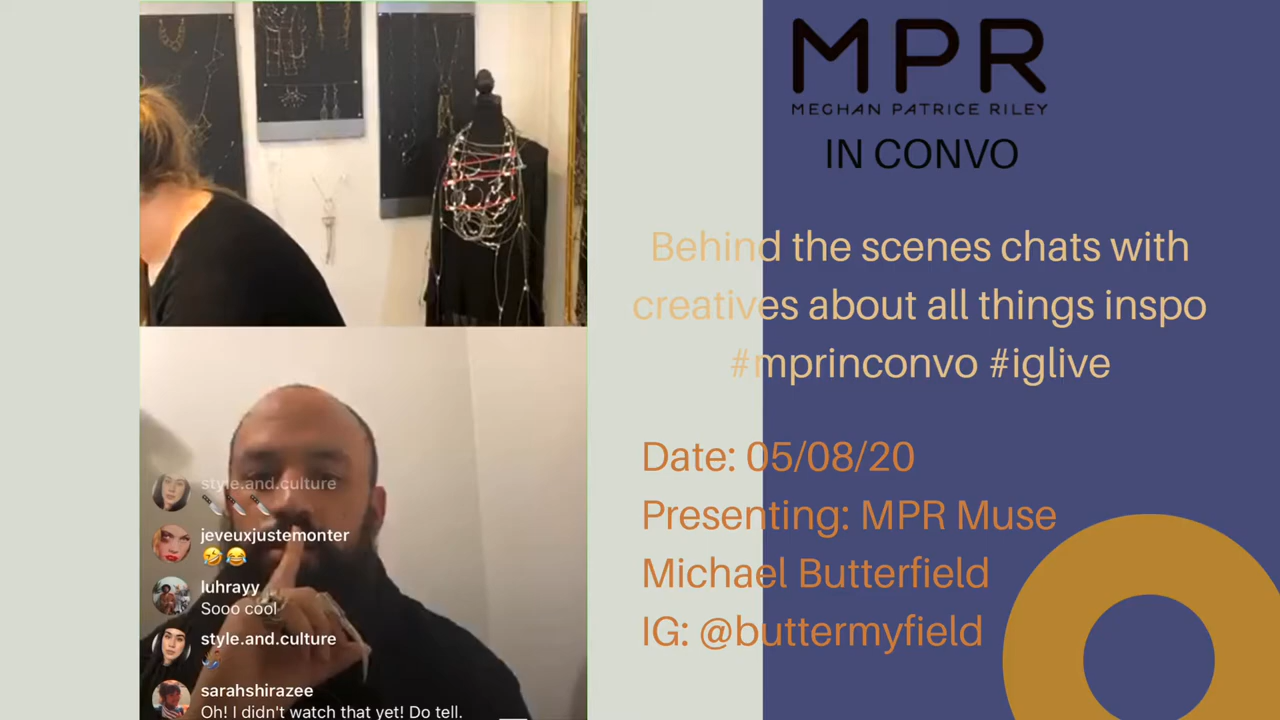 MPR
MEGHAN PATRICE RILEY
IN CONVO
Behind the scenes chats with
creatives about all things inspo
#mprinconvo #iglive
Date: 05/08/20
Presenting: MPR Muse
Michael Butterfield
IG: @buttermyfield
style.and.culture
🔪🔪🔪
jeveuxjustemonter
🤣😂
luhrayy
Sooo cool
style.and.culture
sarahshirazee
Oh! I didn't watch that yet! Do tell.